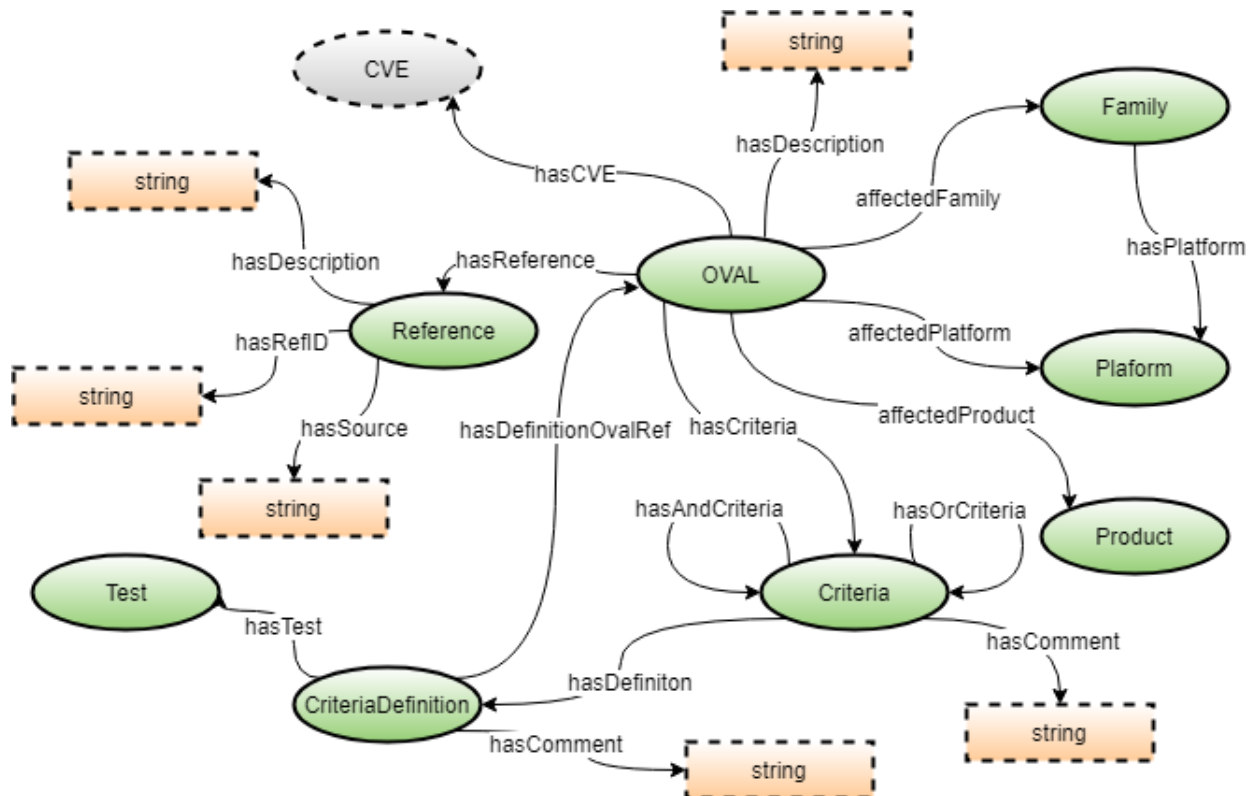 string
CVE
Family
hasDescription
string
hasCVE
affectedFamily
hasPlatform
hasDescription
hasReference
OVAL
Reference
affectedPlatform
hasRefID
Plaform
string
affectedProduct
hasSource
hasDefinitionOvalRef
hasCriteria
string
hasAndCriteria
hasOrCriteria
Product
Test
Criteria
hasTest
hasComment
hasDefiniton
CriteriaDefinition
string
hasComment
string